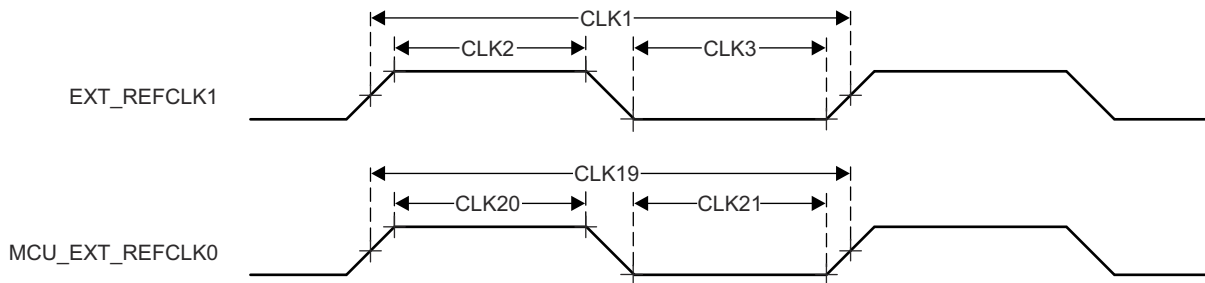 CLK1
CLK2
CLK3
EXT_REFCLK1
CLK19
CLK20
CLK21
MCU_EXT_REFCLK0